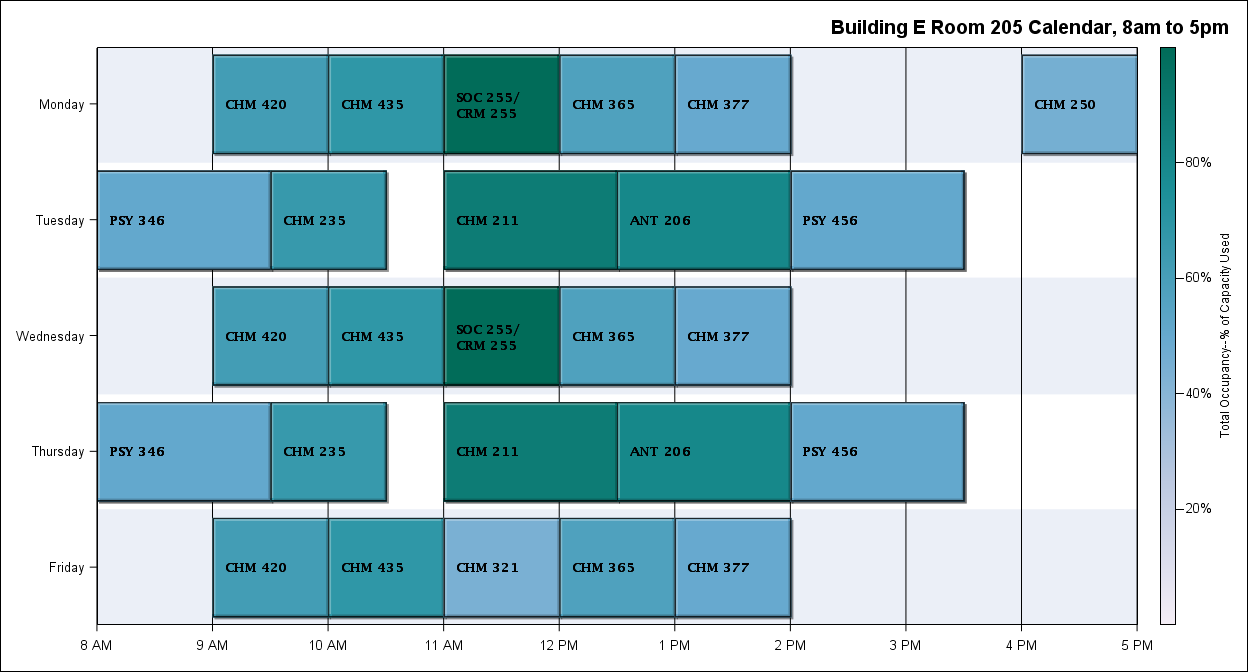 Building E Room 205 Calendar, 8am to 5pm
Monday
CHM 420
CHM 435
SOC 255/
CRM 255
CHM 365
CHM 377
CHM 250
Tuesday
PSY 346
CHM 235
CHM 211
ANT 206
PSY 456
Wednesday
CHM 420
CHM 435
SOC 255/
CRM 255
CHM 365
CHM 377
Thursday
PSY 346
CHM 235
CHM 211
ANT 206
PSY 456
Friday
CHM 420
CHM 435
CHM 321
CHM 365
CHM 377
8 AM
9 AM
10 AM
11 AM
12 PM
1 PM
2 PM
3 PM
4 PM
5 PM
80%
60%
40%
20%
Total Occupancy--% of Capacity Used